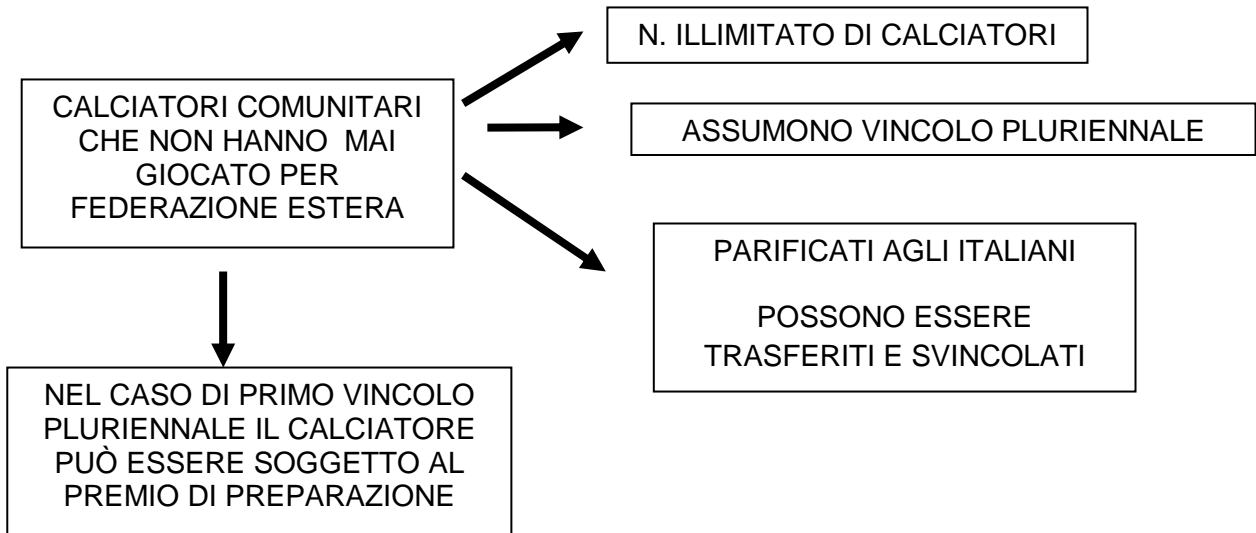 N. ILLIMITATO DI CALCIATORI
CALCIATORI COMUNITARI
CHE NON HANNO MAI
GIOCATO PER
FEDERAZIONE ESTERA
ASSUMONO VINCOLO PLURIENNALE
PARIFICATI AGLI ITALIANI
POSSONO ESSERE
TRASFERITI E SVINCOLATI
NEL CASO DI PRIMO VINCOLO
PLURIENNALE IL CALCIATORE
PUÒ ESSERE SOGGETTO AL
PREMIO DI PREPARAZIONE